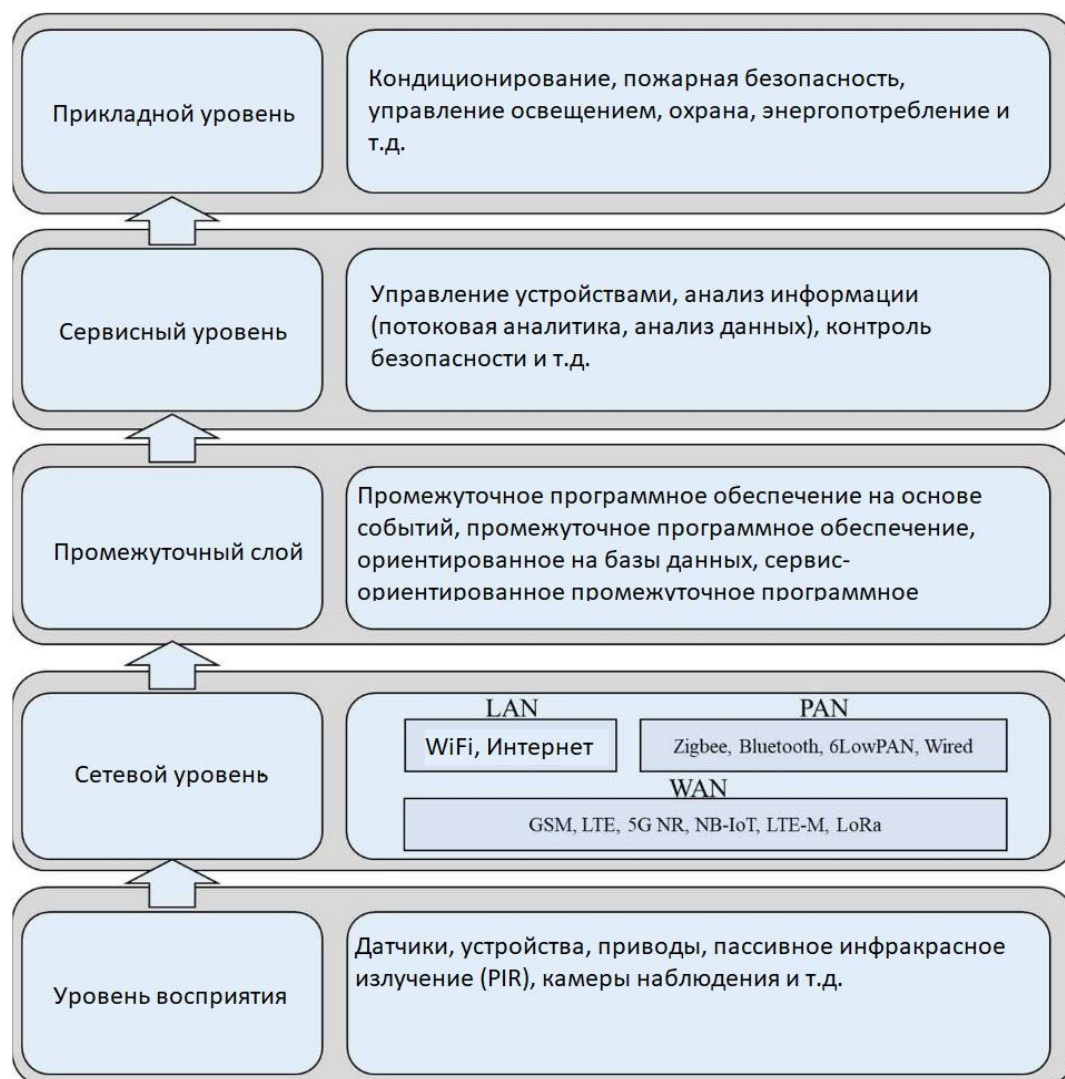 Прикладной уровень
Кондиционирование, пожарная безопасность,
управление освещением, охрана, энергопотребление и
т.д.
Сервисный уровень
Управление устройствами, анализ информации
(потоковая аналитика, анализ данных), контроль
безопасности и т.д.
Промежуточный слой
Промежуточное программное обеспечение на основе
событий, промежуточное программное обеспечение,
ориентированное на базы данных, сервис-
ориентированное промежуточное программное
Сетевой уровень
LAN
WiFi, Интернет
PAN
Zigbee, Bluetooth, 6LowPAN, Wired
WAN
GSM, LTE, 5G NR, NB-IoT, LTE-M, LoRa
Уровень восприятия
Датчики, устройства, приводы, пассивное инфракрасное
излучение (PIR), камеры наблюдения и т.д.